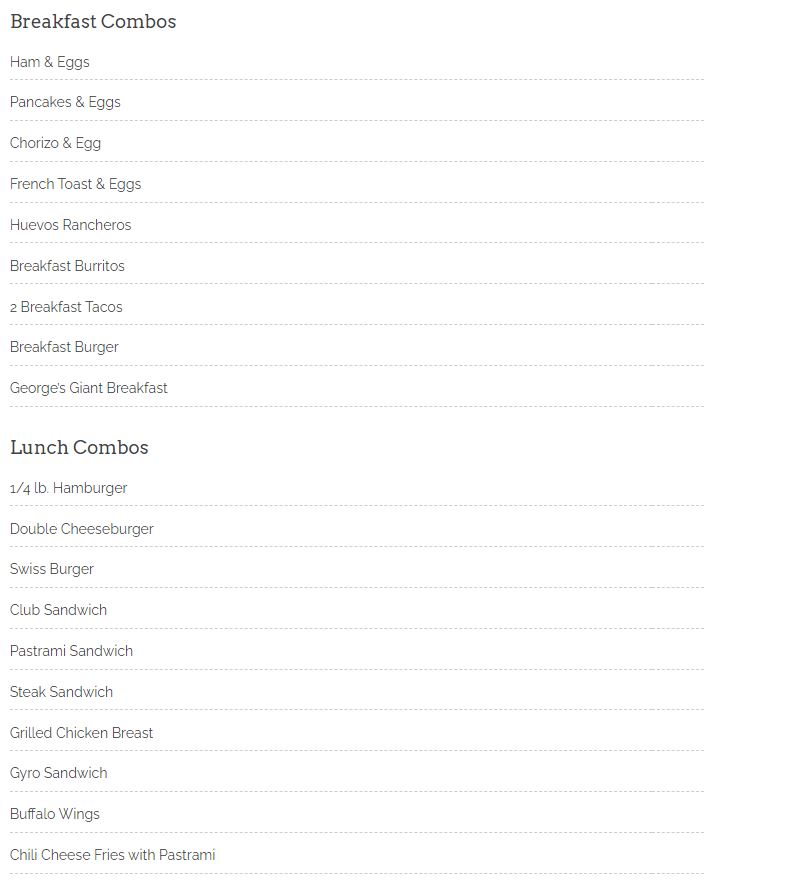 Breakfast Combos
Ham & Eggs
Pancakes & Eggs
Chorizo & Egg
French Toast & Eggs
Huevos Rancheros
Breakfast Burritos
2 Breakfast Tacos
Breakfast Burger
George's Giant Breakfast
Lunch Combos
1/4 lb. Hamburger
Double Cheeseburger
Swiss Burger
Club Sandwich
Pastrami Sandwich
Steak Sandwich
Grilled Chicken Breast
Gyro Sandwich
Buffalo Wings
Chili Cheese Fries with Pastrami